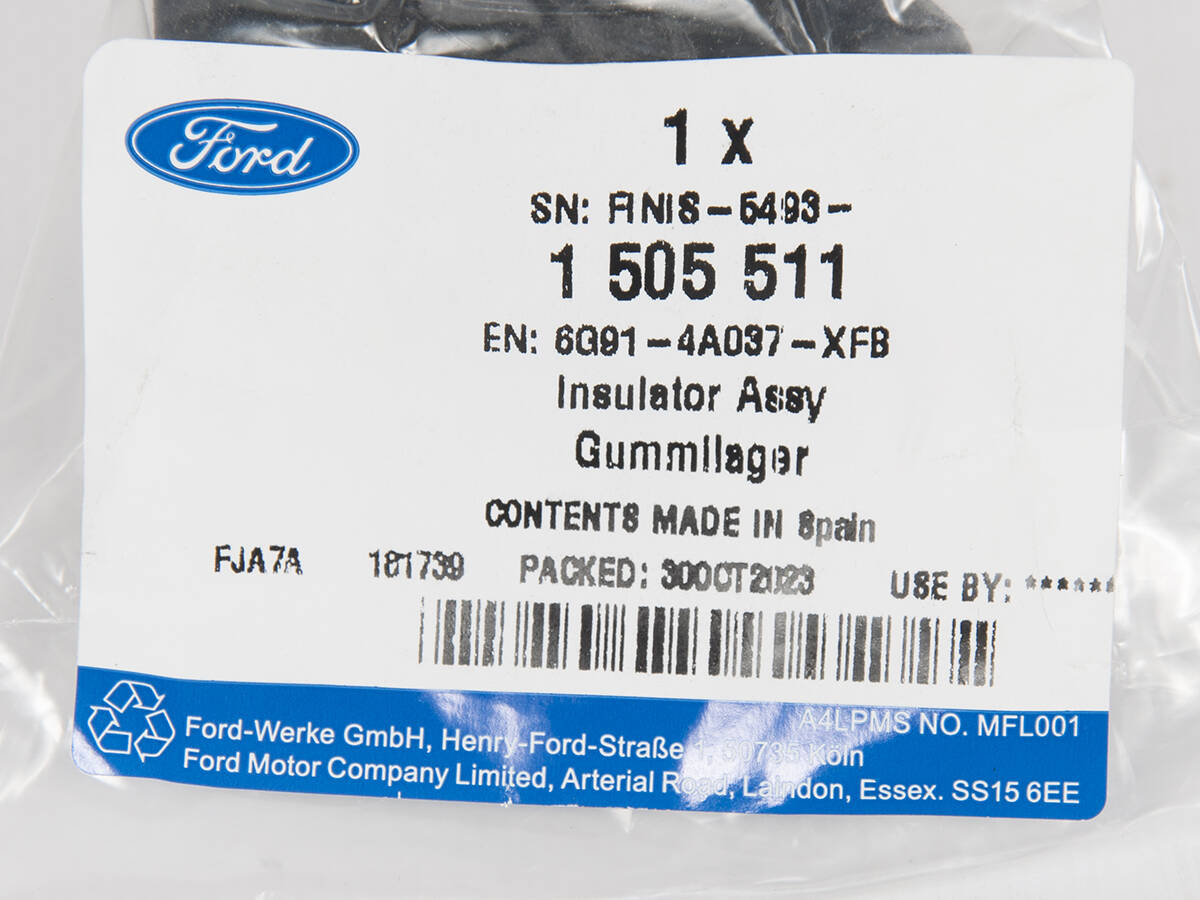 Ford
1 x
SN: FINIS-5493-
1 505 511
EN: 6G91-4A037-XFB
Insulator Assy
Gummilager
CONTENTS MADE IN Spain
FJA7A 181739 PACKED: 30OCT2023 USE BY: ******
A4LPMS NO. MFL001
Ford-Werke GmbH, Henry-Ford-Straße 1, 50735 Köln
Ford Motor Company Limited, Arterial Road, Laindon, Essex. SS15 6EE